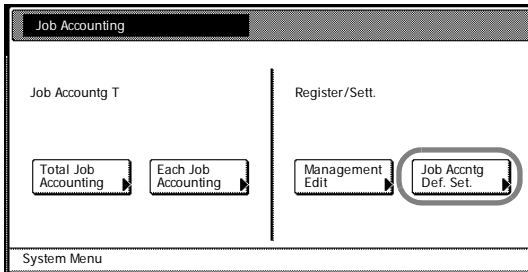 Job Accounting
Job Accountg T
Register/Sett.
Total Job
Accounting
Each Job
Accounting
Management
Edit
Job Accntg
Def. Set.
System Menu